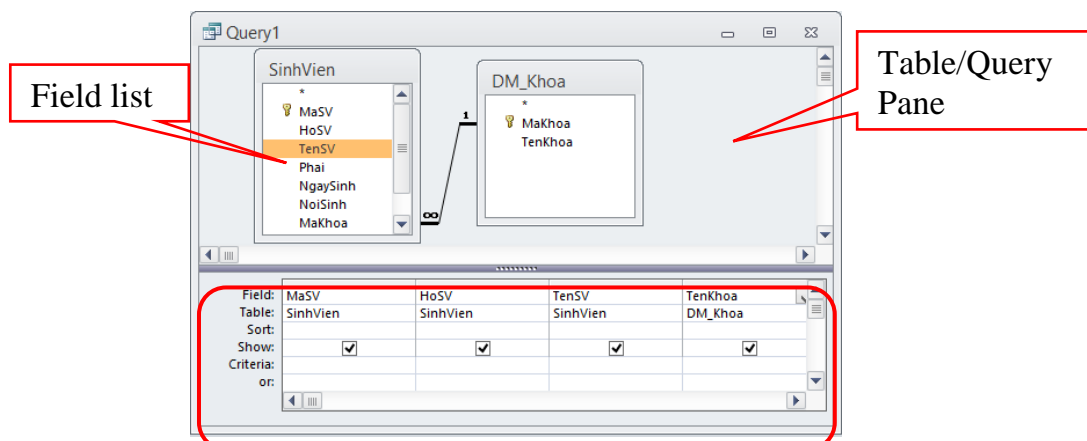 Query1
Field list
Table/Query
Pane
SinhVien
*
MaSV
HoSV
TenSV
Phai
NgaySinh
NoiSinh
MaKhoa
1
∞
DM_Khoa
*
MaKhoa
TenKhoa
Field: MaSV HoSV TenSV TenKhoa
Table: SinhVien SinhVien SinhVien DM_Khoa
Sort:
Show:
Criteria:
or: